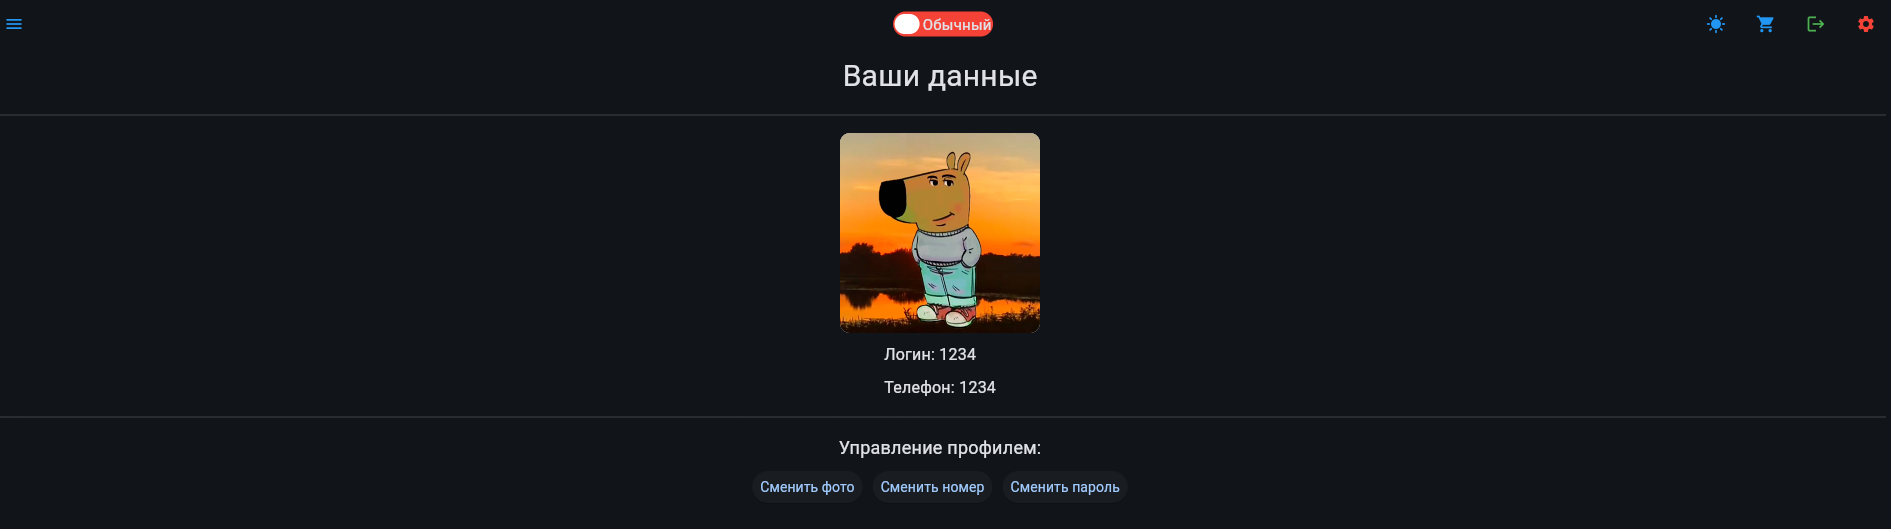 Обычный
Ваши данные
Логин: 1234
Телефон: 1234
Управление профилем:
Сменить фото Сменить номер Сменить пароль